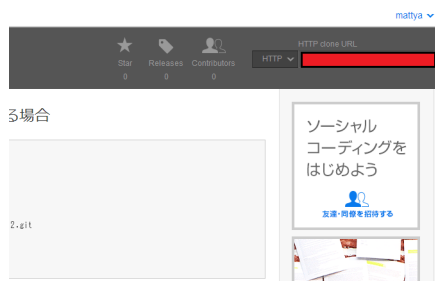 mattya
HTTP clone URL
Star
Releases
Contributors
HTTP
0
0
0
る場合
ソーシャル
コーディングを
はじめよう
友達・同僚を招待する
2.git